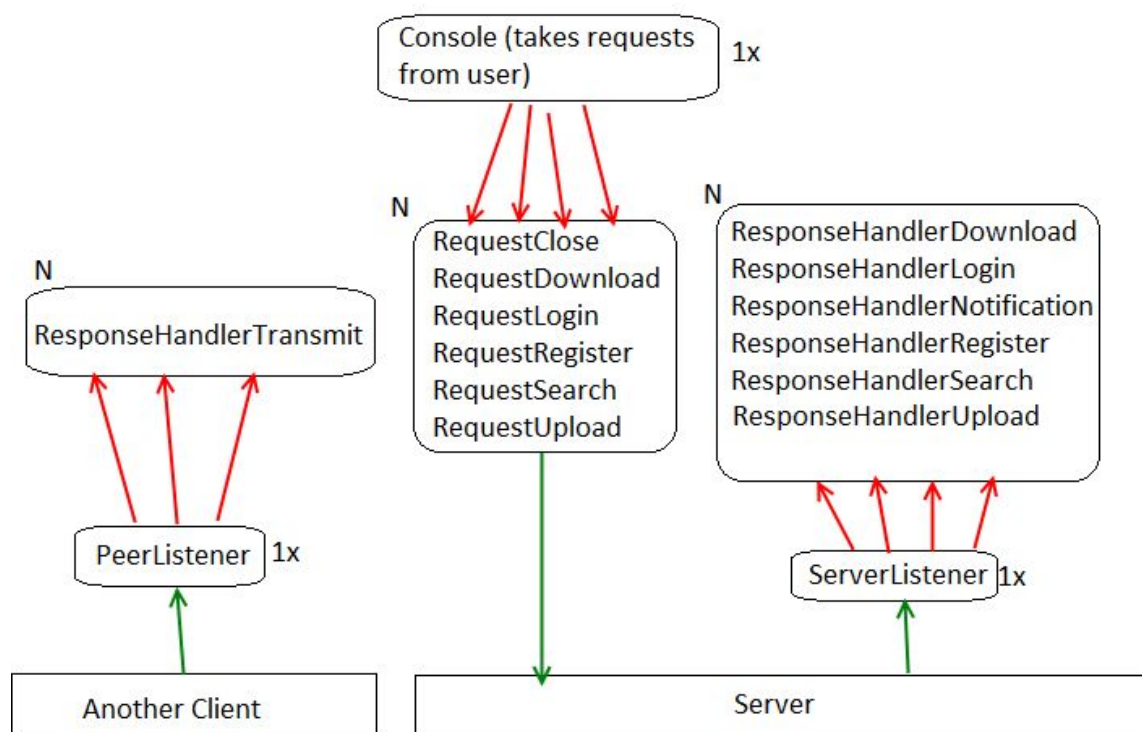 Console (takes requests
from user)
1x
N
RequestClose
RequestDownload
RequestLogin
RequestRegister
RequestSearch
RequestUpload
N
ResponseHandlerDownload
ResponseHandlerLogin
ResponseHandlerNotification
ResponseHandlerRegister
ResponseHandlerSearch
ResponseHandlerUpload
N
ResponseHandlerTransmit
PeerListener
1x
ServerListener
1x
Another Client
Server